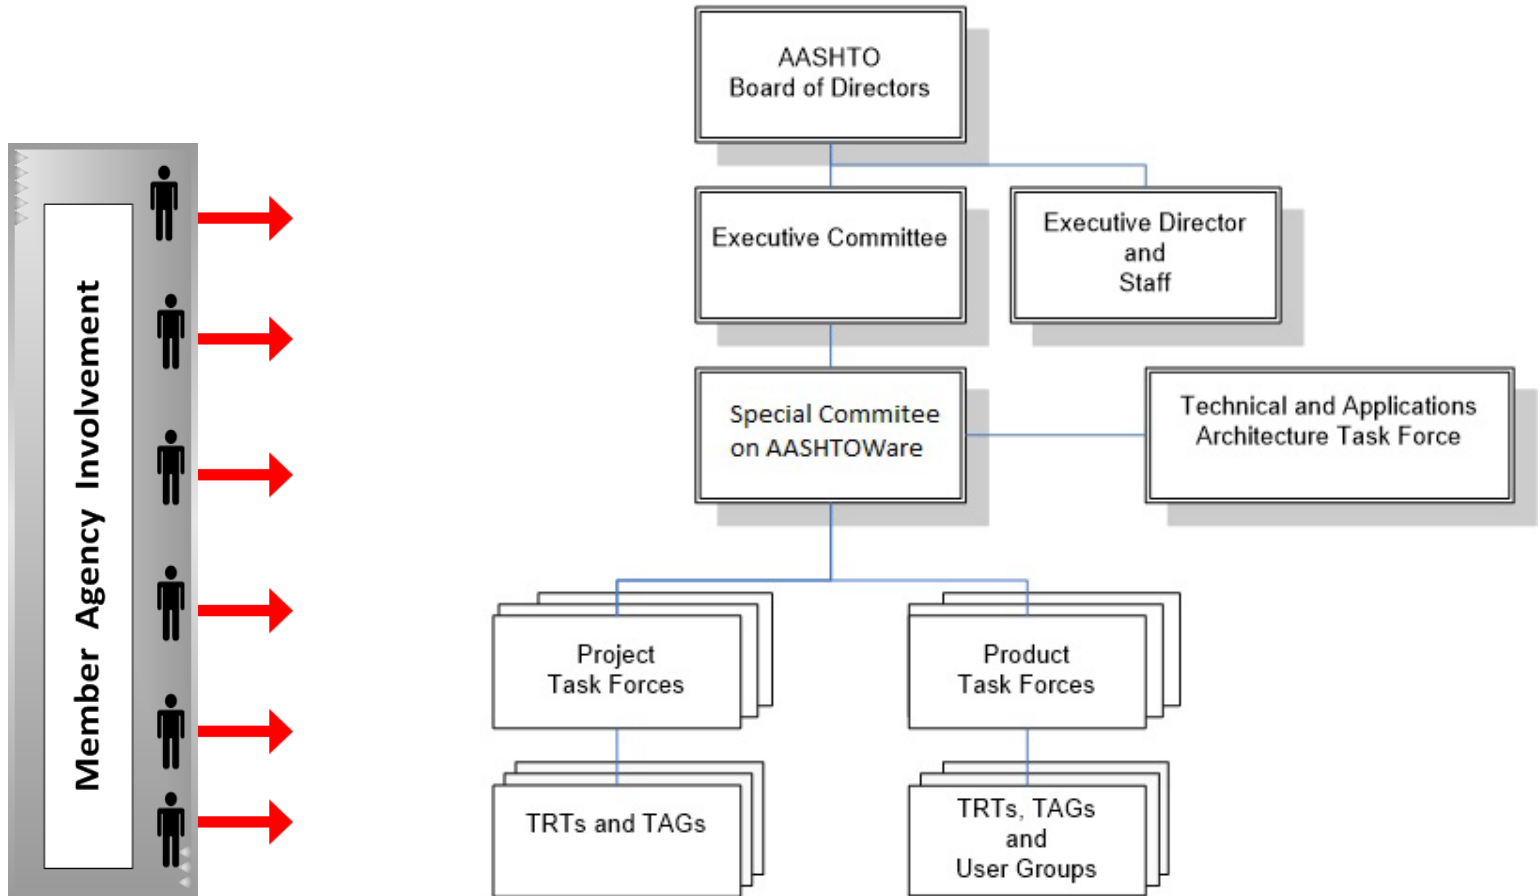 AASHTO
Board of Directors
Executive Committee
Executive Director
and
Staff
Special Commitee
on AASHTOWare
Technical and Applications
Architecture Task Force
Project
Task Forces
Product
Task Forces
TRTs and TAGs
TRTs, TAGs
and
User Groups
Member Agency Involvement